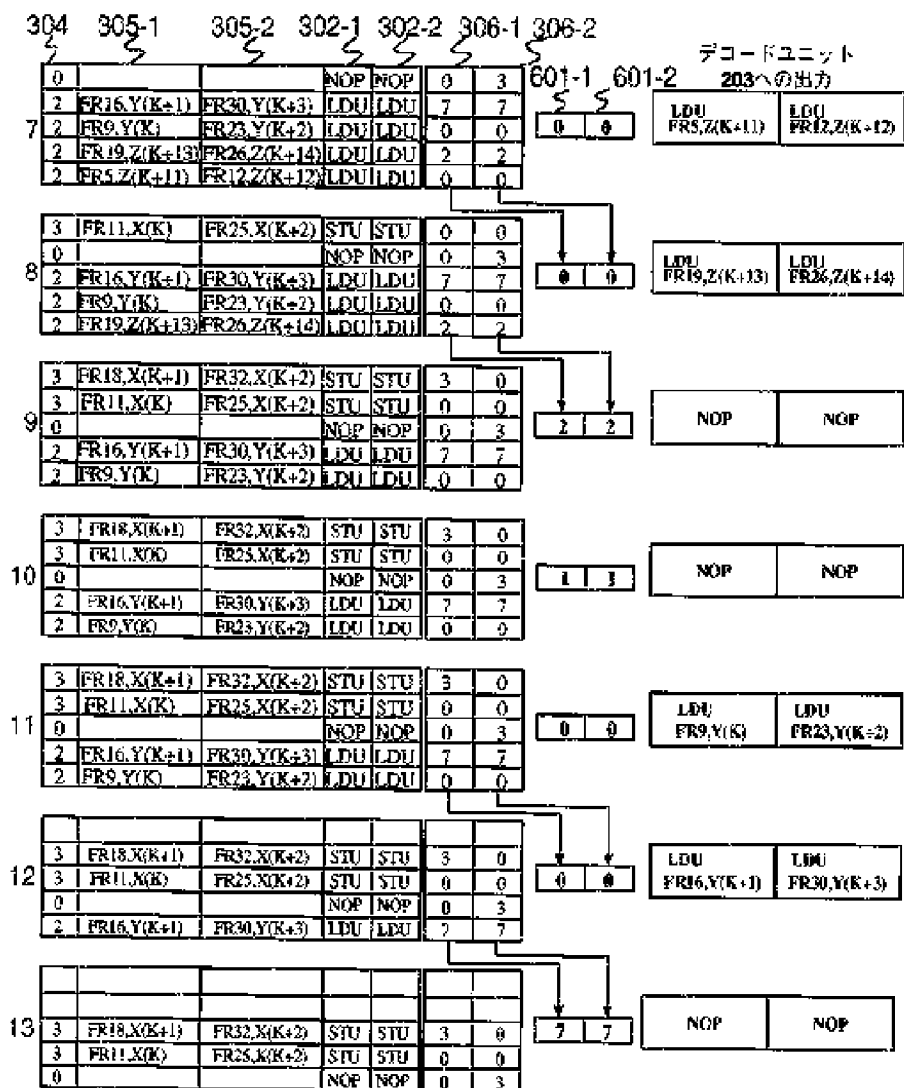 304 305-1 305-2 302-1 302-2 306-1 306-2
デコードユニット
203への出力
601-1 601-2
7
0 NOP NOP 0 3
2 FR16,Y(K+1) FR30,Y(K+3) LDU LDU 7 7
2 FR9,Y(K) FR23,Y(K+2) LDU LDU 0 0
2 FR19,Z(K+13) FR26,Z(K+14) LDU LDU 2 2
2 FR5,Z(K+11) FR12,Z(K+12) LDU LDU 0 0
0 0
LDU LDU
FR5,Z(K+11) FR12,Z(K+12)
8
3 FR11,X(K) FR25,X(K+2) STU STU 0 0
0 NOP NOP 0 3
2 FR16,Y(K+1) FR30,Y(K+3) LDU LDU 7 7
2 FR9,Y(K) FR23,Y(K+2) LDU LDU 0 0
2 FR19,Z(K+13) FR26,Z(K+14) LDU LDU 2 2
0 0
LDU LDU
FR19,Z(K+13) FR26,Z(K+14)
9
3 FR18,X(K+1) FR32,X(K+2) STU STU 3 0
3 FR11,X(K) FR25,X(K+2) STU STU 0 0
0 NOP NOP 0 3
2 FR16,Y(K+1) FR30,Y(K+3) LDU LDU 7 7
2 FR9,Y(K) FR23,Y(K+2) LDU LDU 0 0
2 2
NOP NOP
10
3 FR18,X(K+1) FR32,X(K+2) STU STU 3 0
3 FR11,X(K) FR25,X(K+2) STU STU 0 0
0 NOP NOP 0 3
2 FR16,Y(K+1) FR30,Y(K+3) LDU LDU 7 7
2 FR9,Y(K) FR23,Y(K+2) LDU LDU 0 0
1
NOP NOP
11
3 FR18,X(K+1) FR32,X(K+2) STU STU 3 0
3 FR11,X(K) FR25,X(K+2) STU STU 0 0
0 NOP NOP 0 3
2 FR16,Y(K+1) FR30,Y(K+3) LDU LDU 7 7
2 FR9,Y(K) FR23,Y(K+2) LDU LDU 0 0
0 0
LDU LDU
FR9,Y(K) FR23,Y(K+2)
12
3 FR18,X(K+1) FR32,X(K+2) STU STU 3 0
3 FR11,X(K) FR25,X(K+2) STU STU 0 0
0 NOP NOP 0 3
2 FR16,Y(K+1) FR30,Y(K+3) LDU LDU 7 7
0 0
LDU LDU
FR16,Y(K+1) FR30,Y(K+3)
13
3 FR18,X(K+1) FR32,X(K+2) STU STU 3 0
3 FR11,X(K) FR25,X(K+2) STU STU 0 0
0 NOP NOP 0 3
7 7
NOP NOP